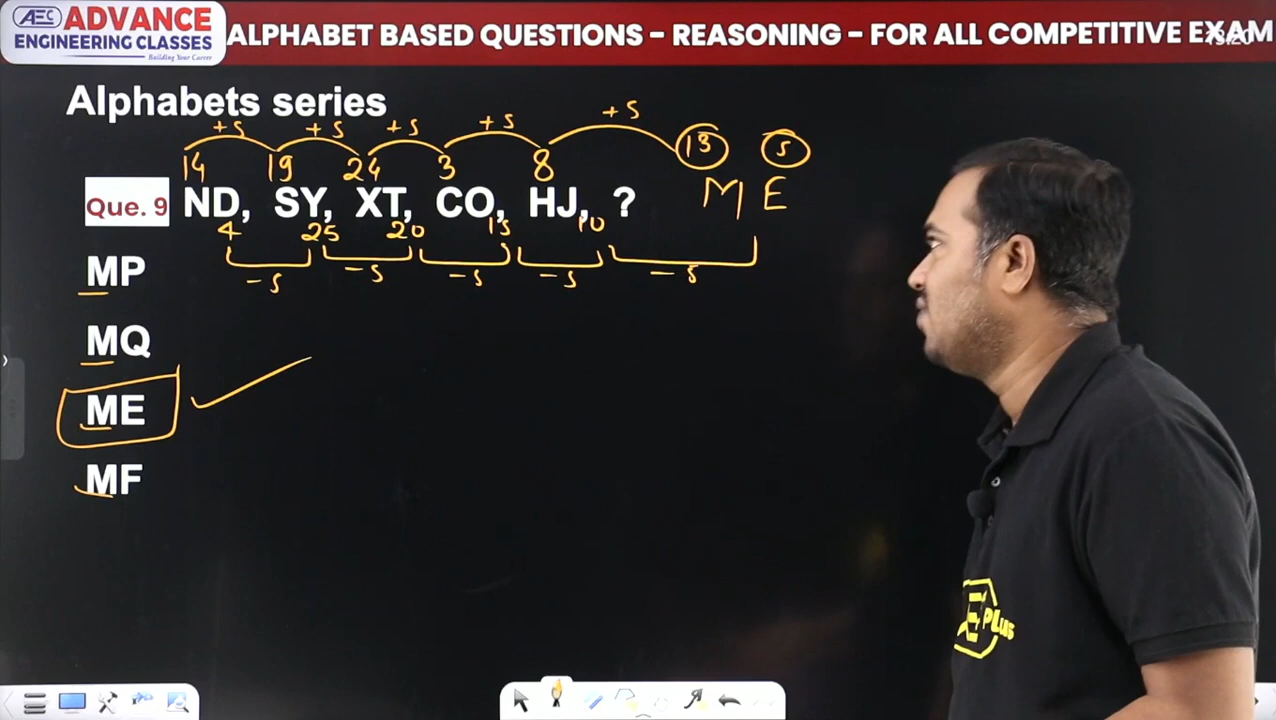 AEC ADVANCE
ENGINEERING CLASSES
Building Your Career
ALPHABET BASED QUESTIONS - REASONING - FOR ALL COMPETITIVE EXAM
Alphabets series
+5 +5 +5 +5 +5
14 19 24 3 8 13 5
Que. 9 ND, SY, XT, CO, HJ, ? M E
4 25 20 15 10
-5 -5 -5 -5 -5
MP
MQ
ME
MF
PLUS